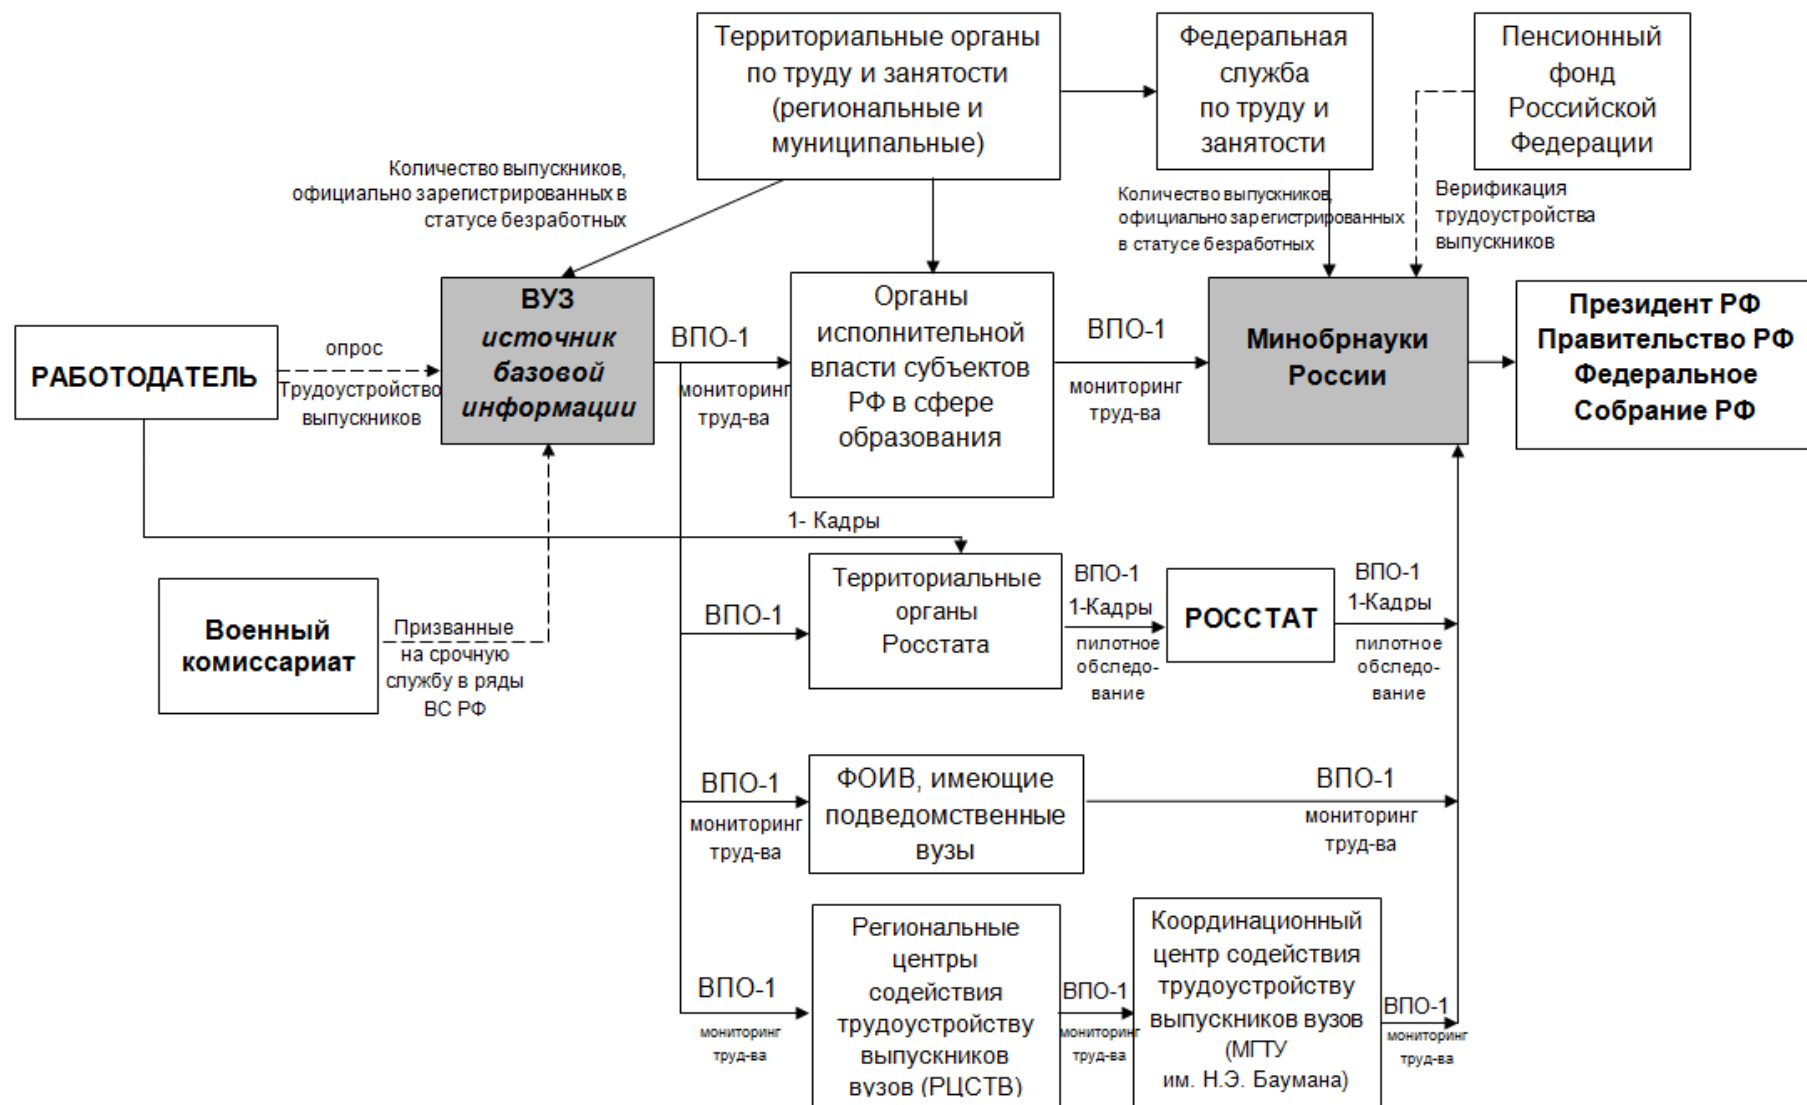 Территориальные органы
по труду и занятости
(региональные и
муниципальные)
Федеральная
служба
по труду и
занятости
Пенсионный
фонд
Российской
Федерации
Количество выпускников,
официально зарегистрированных в
статусе безработных
Количество выпускников,
официально зарегистрированных
в статусе безработных
Верификация
трудоустройства
выпускников
РАБОТОДАТЕЛЬ
опрос
Трудоустройство
выпускников
ВУЗ
источник
базовой
информации
ВПО-1
мониторинг
труд-ва
Органы
исполнительной
власти субъектов
РФ в сфере
образования
ВПО-1
мониторинг
труд-ва
Минобрнауки
России
Президент РФ
Правительство РФ
Федеральное
Собрание РФ
1- Кадры
Военный
комиссариат
Призванные
на срочную
службу в ряды
ВС РФ
ВПО-1
Территориальные
органы
Росстата
ВПО-1
1-Кадры
пилотное
обследо-
вание
РОССТАТ
ВПО-1
1-Кадры
пилотное
обследо-
вание
ВПО-1
мониторинг
труд-ва
ФОИВ, имеющие
подведомственные
вузы
ВПО-1
мониторинг
труд-ва
ВПО-1
мониторинг
труд-ва
Региональные
центры
содействия
трудоустройству
выпускников
вузов (РЦСТВ)
ВПО-1
мониторинг
труд-ва
Координационный
центр содействия
трудоустройству
выпускников вузов
(МГТУ
им. Н.Э. Баумана)
ВПО-1
мониторинг
труд-ва